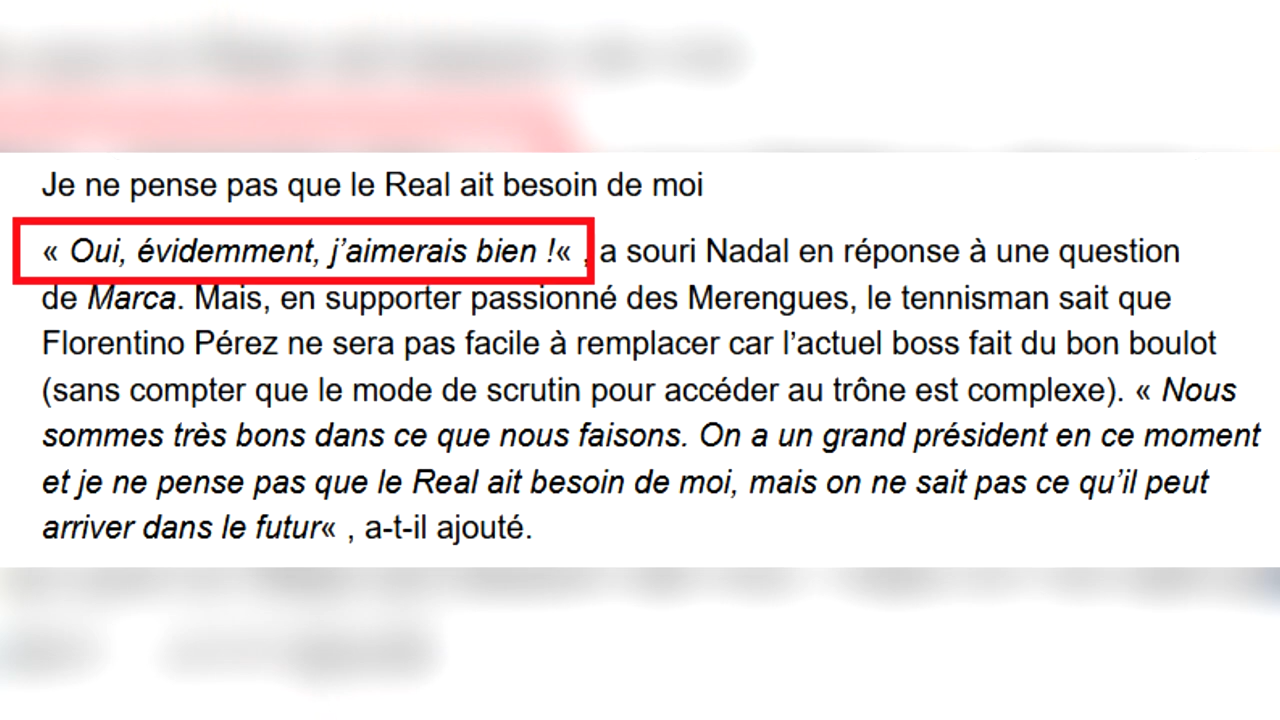 Je ne pense pas que le Real ait besoin de moi
« Oui, évidemment, j’aimerais bien !« , a souri Nadal en réponse à une question
de Marca. Mais, en supporter passionné des Merengues, le tennisman sait que
Florentino Pérez ne sera pas facile à remplacer car l’actuel boss fait du bon boulot
(sans compter que le mode de scrutin pour accéder au trône est complexe). « Nous
sommes très bons dans ce que nous faisons. On a un grand président en ce moment
et je ne pense pas que le Real ait besoin de moi, mais on ne sait pas ce qu’il peut
arriver dans le futur« , a-t-il ajouté.